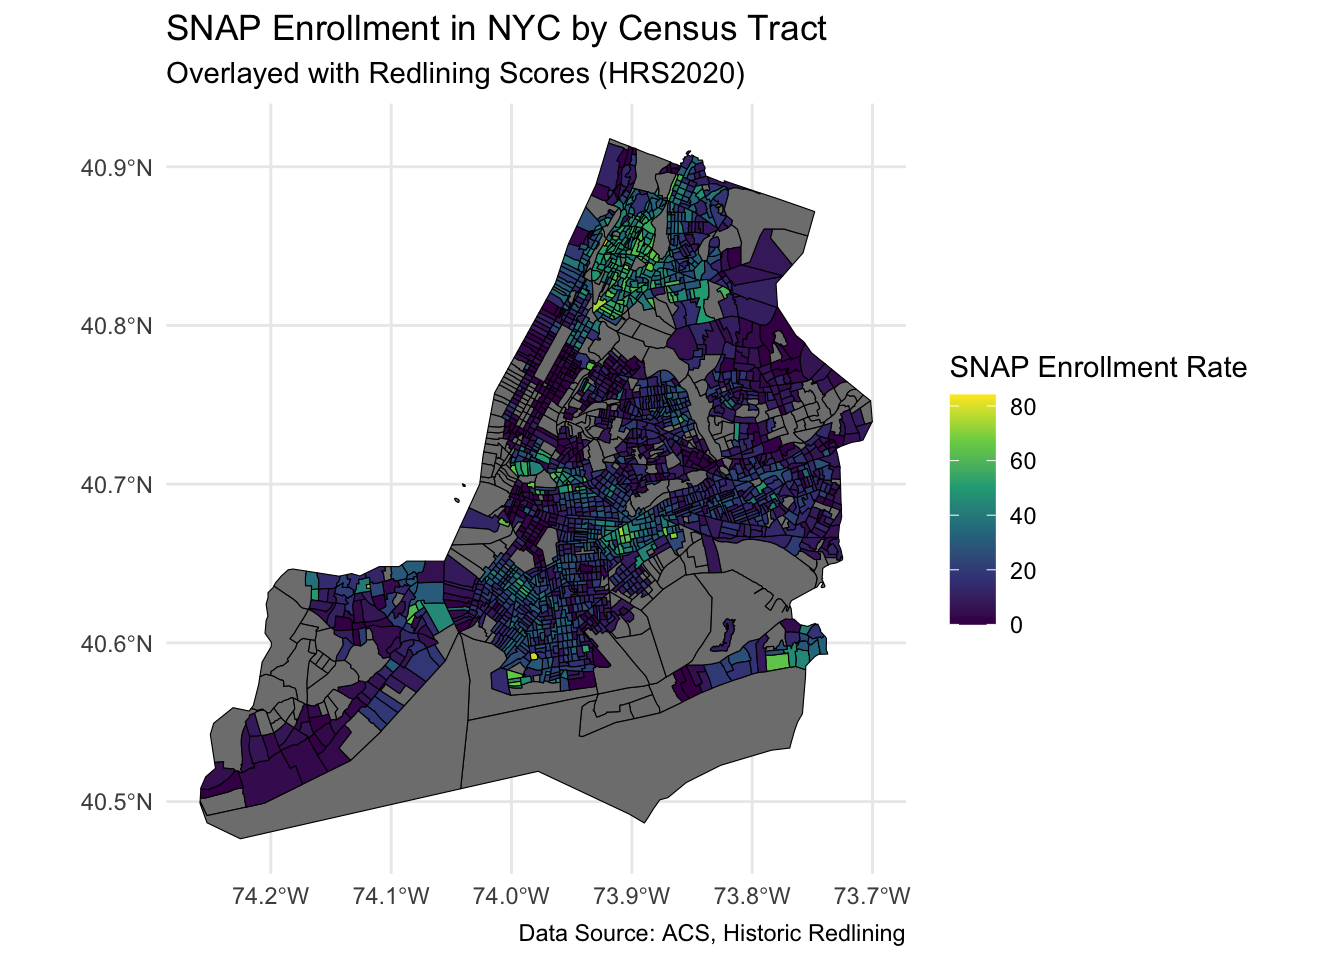 SNAP Enrollment in NYC by Census Tract
Overlayed with Redlining Scores (HRS2020)
40.9°N
40.8°N
40.7°N
40.6°N
40.5°N
74.2°W 74.1°W 74.0°W 73.9°W 73.8°W 73.7°W
SNAP Enrollment Rate
80
60
40
20
0
Data Source: ACS, Historic Redlining